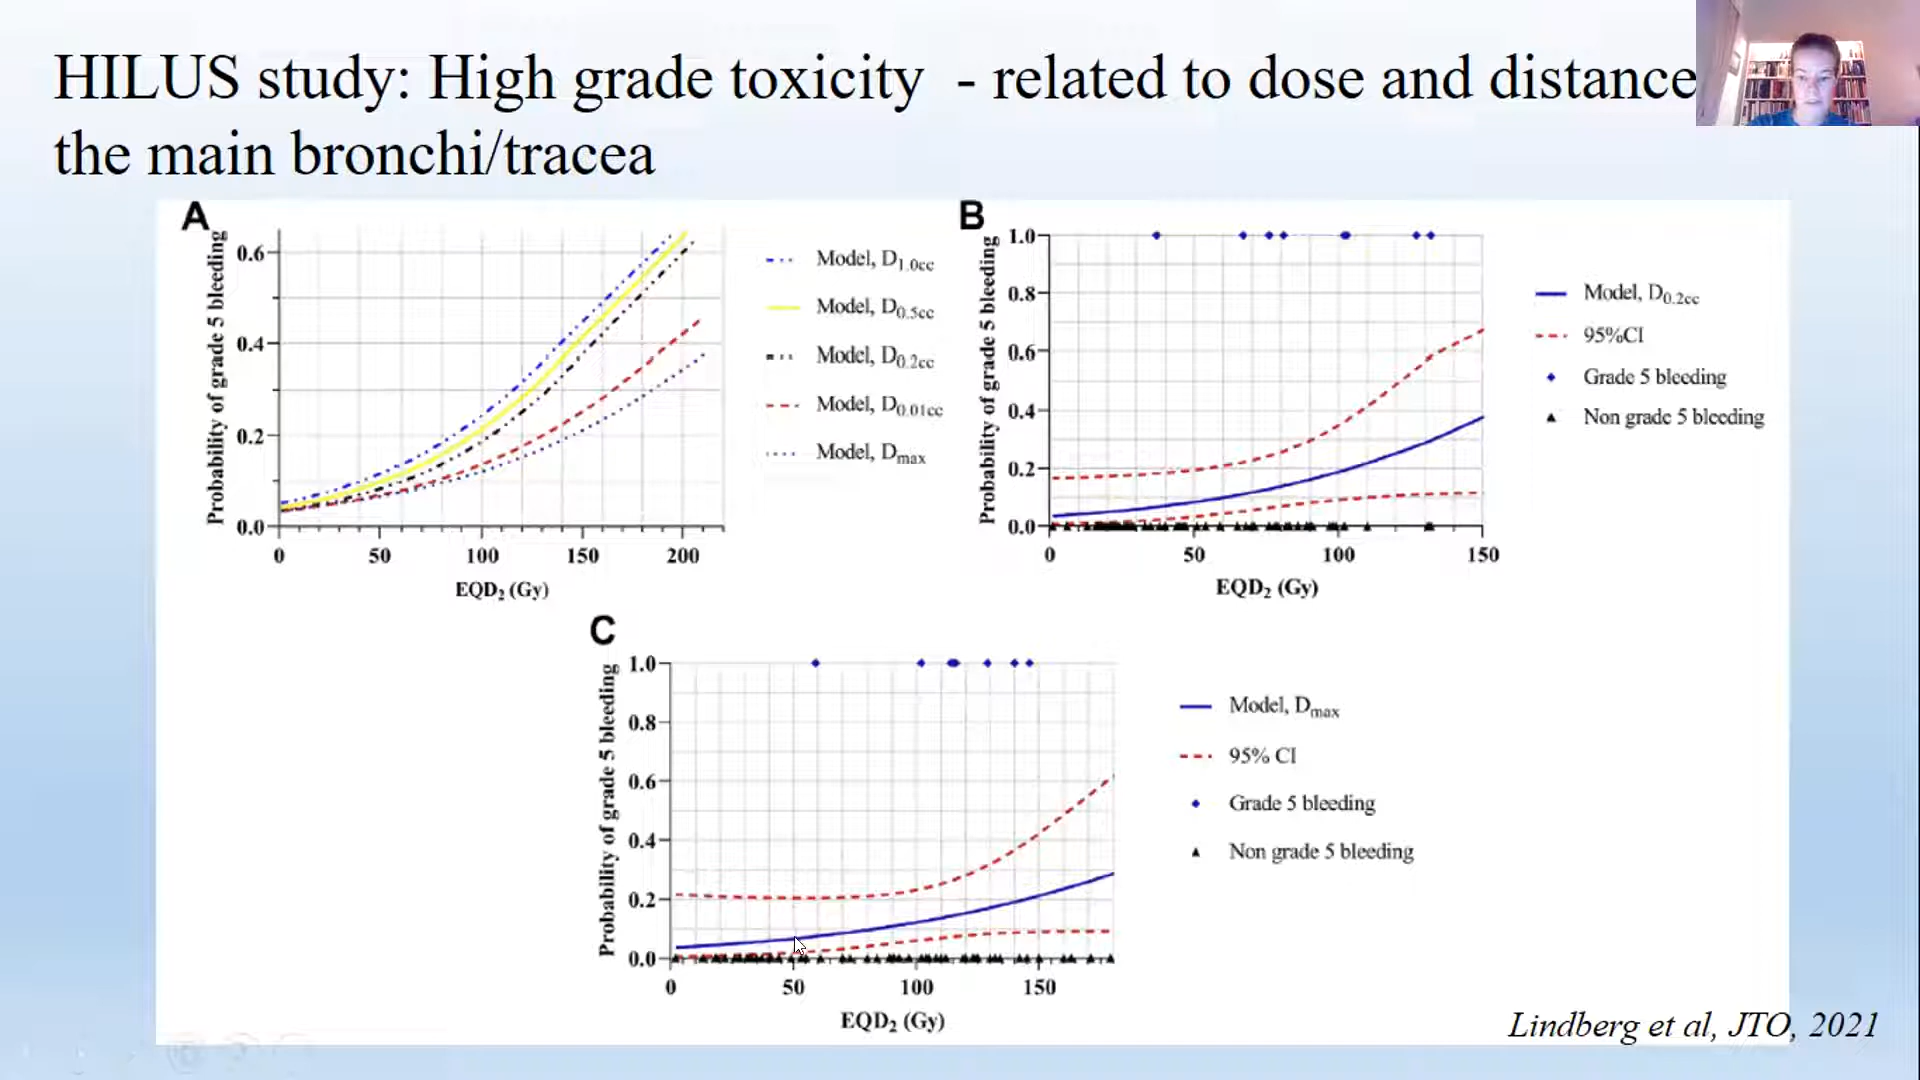 HILUS study: High grade toxicity - related to dose and distance
the main bronchi/tracea
A
Probability of grade 5 bleeding
0.6
0.4
0.2
0.0
0 50 100 150 200
EQD2 (Gy)
Model, D1.0cc
Model, D0.5cc
Model, D0.2cc
Model, D0.01cc
Model, Dmax
B
Probability of grade 5 bleeding
1.0
0.8
0.6
0.4
0.2
0.0
0 50 100 150
EQD2 (Gy)
Model, D0.2cc
95%CI
Grade 5 bleeding
Non grade 5 bleeding
C
Probability of grade 5 bleeding
1.0
0.8
0.6
0.4
0.2
0.0
0 50 100 150
EQD2 (Gy)
Model, Dmax
95% CI
Grade 5 bleeding
Non grade 5 bleeding
Lindberg et al, JTO, 2021